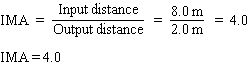 IMA = Input distance / Output distance = 8.0 m / 2.0 m = 4.0
IMA = 4.0